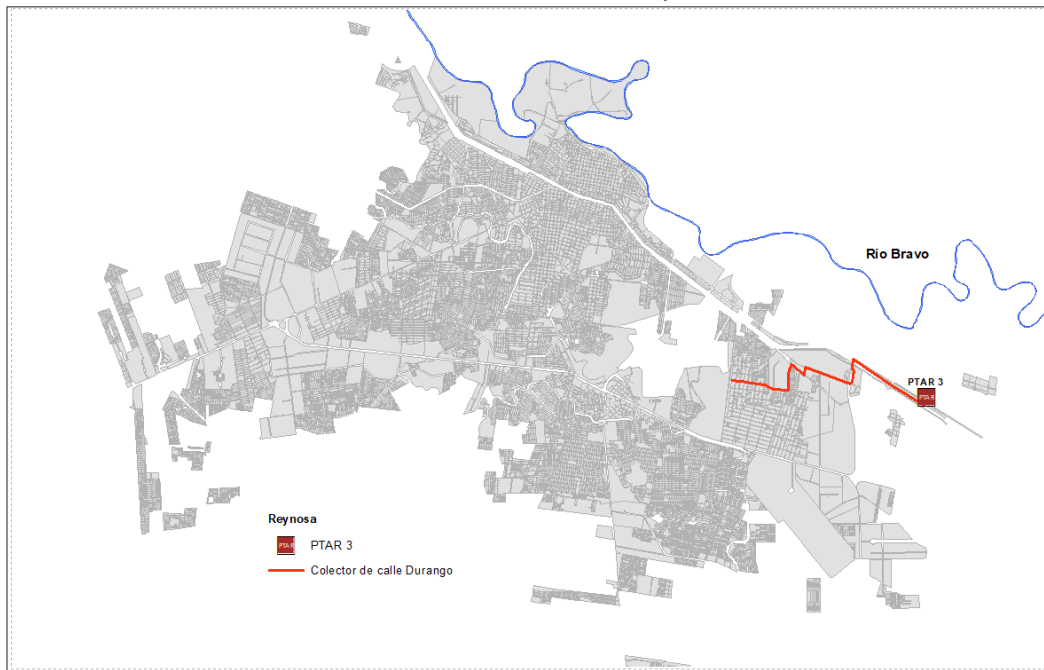 Río Bravo
PTAR 3
PTAR
Reynosa
PTAR PTAR 3
Colector de calle Durango